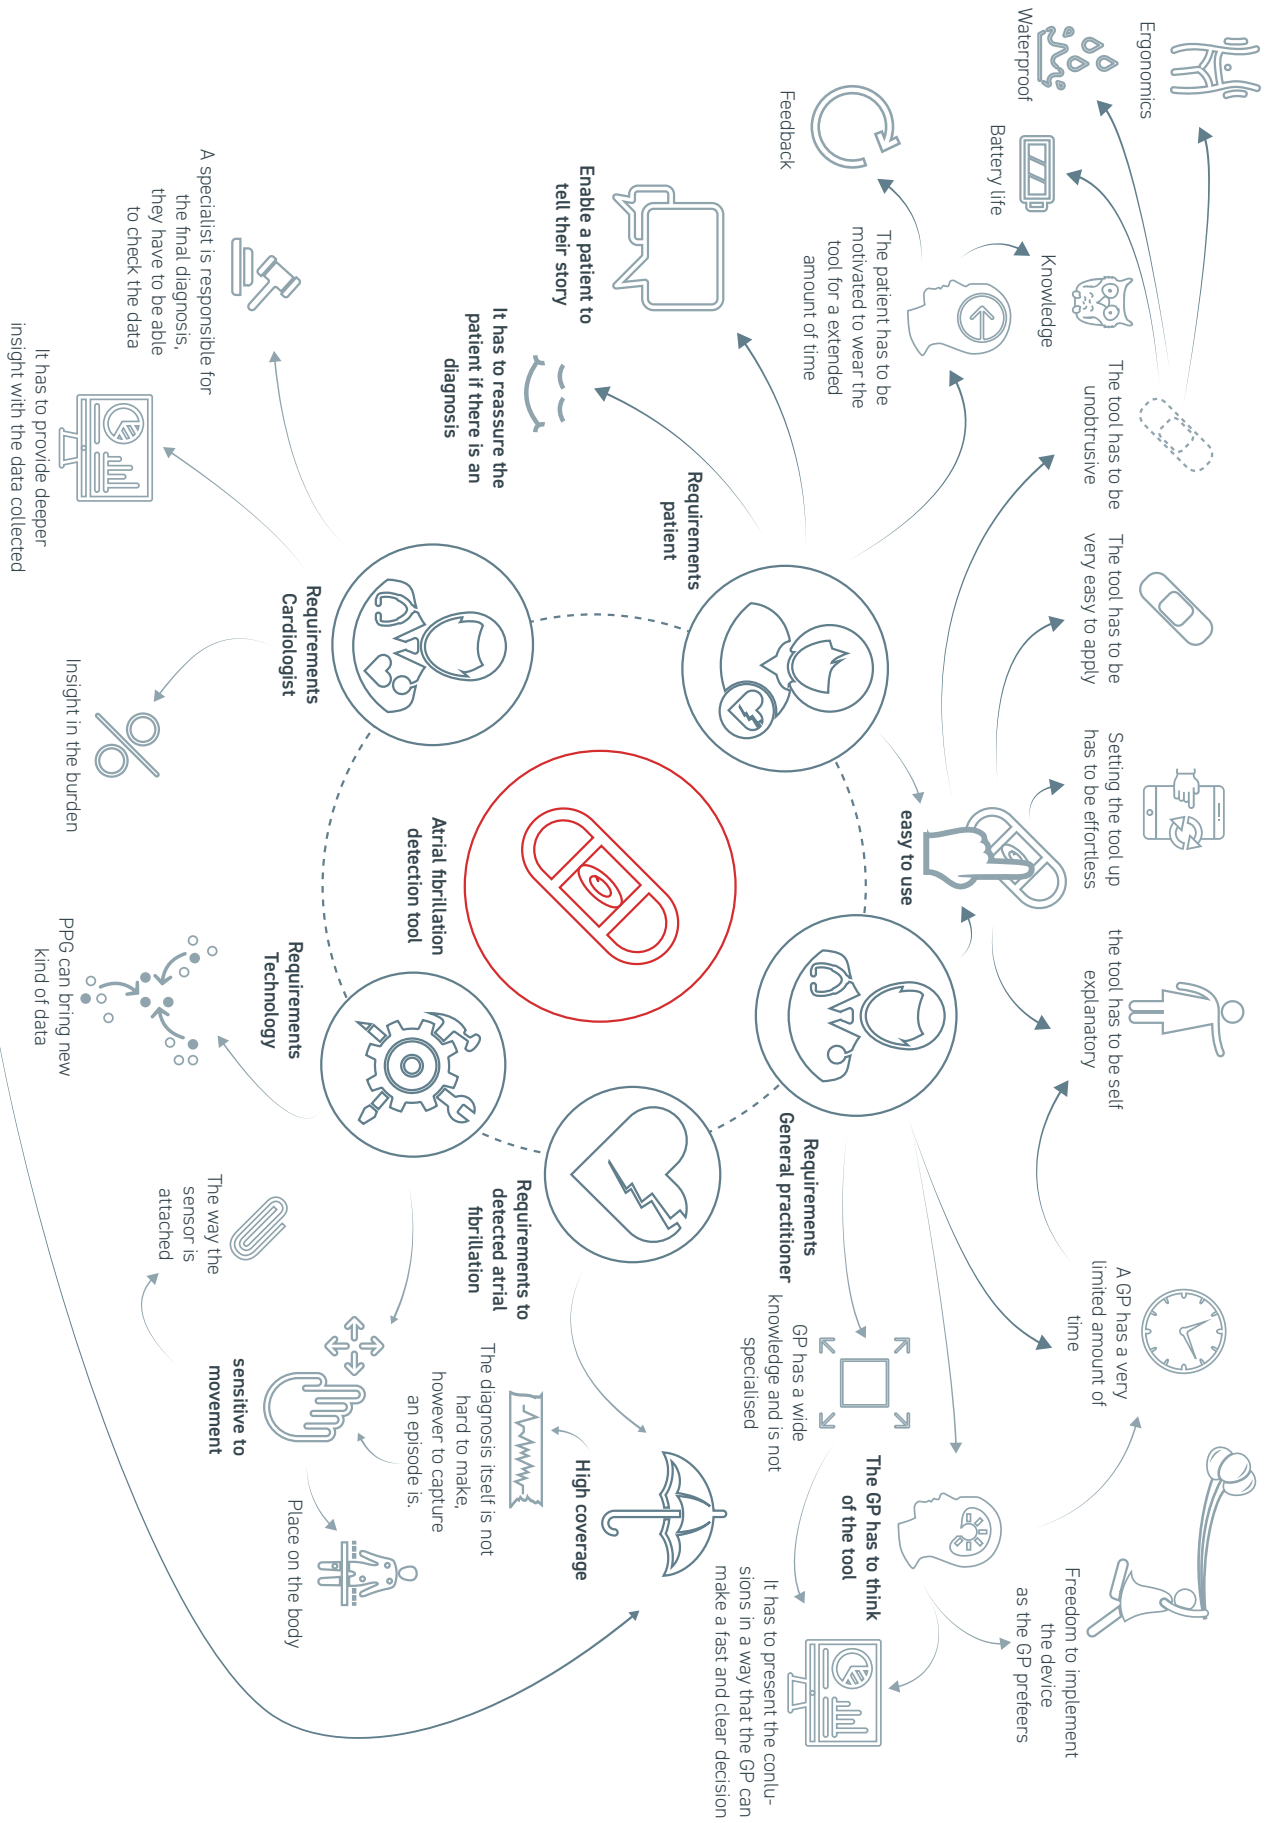 Ergonomics
Waterproof
Battery life
Knowledge
Feedback
The patient has to be
motivated to wear the
tool for a extended
amount of time
The tool has to be
unobtrusive
The tool has to be
very easy to apply
Setting the tool up
has to be effortless
the tool has to be self
explanatory
A GP has a very
limited amount of
time
Freedom to implement
the device
as the GP prefeers
easy to use
Enable a patient to
tell their story
It has to reassure the
patient if there is an
diagnosis
Requirements
patient
Requirements
General practitioner
GP has a wide
knowledge and is not
specialised
The GP has to think
of the tool
It has to present the conlu-
sions in a way that the GP can
make a fast and clear decision
A specialist is responsible for
the final diagnosis,
they have to be able
to check the data
It has to provide deeper
insight with the data collected
Requirements
Cardiologist
Insight in the burden
Atrial fibrillation
detection tool
Requirements
Technology
PPG can bring new
kind of data
Requirements to
detected atrial
fibrillation
High coverage
The diagnosis itself is not
hard to make,
however to capture
an episode is.
The way the
sensor is
attached
sensitive to
movement
Place on the body